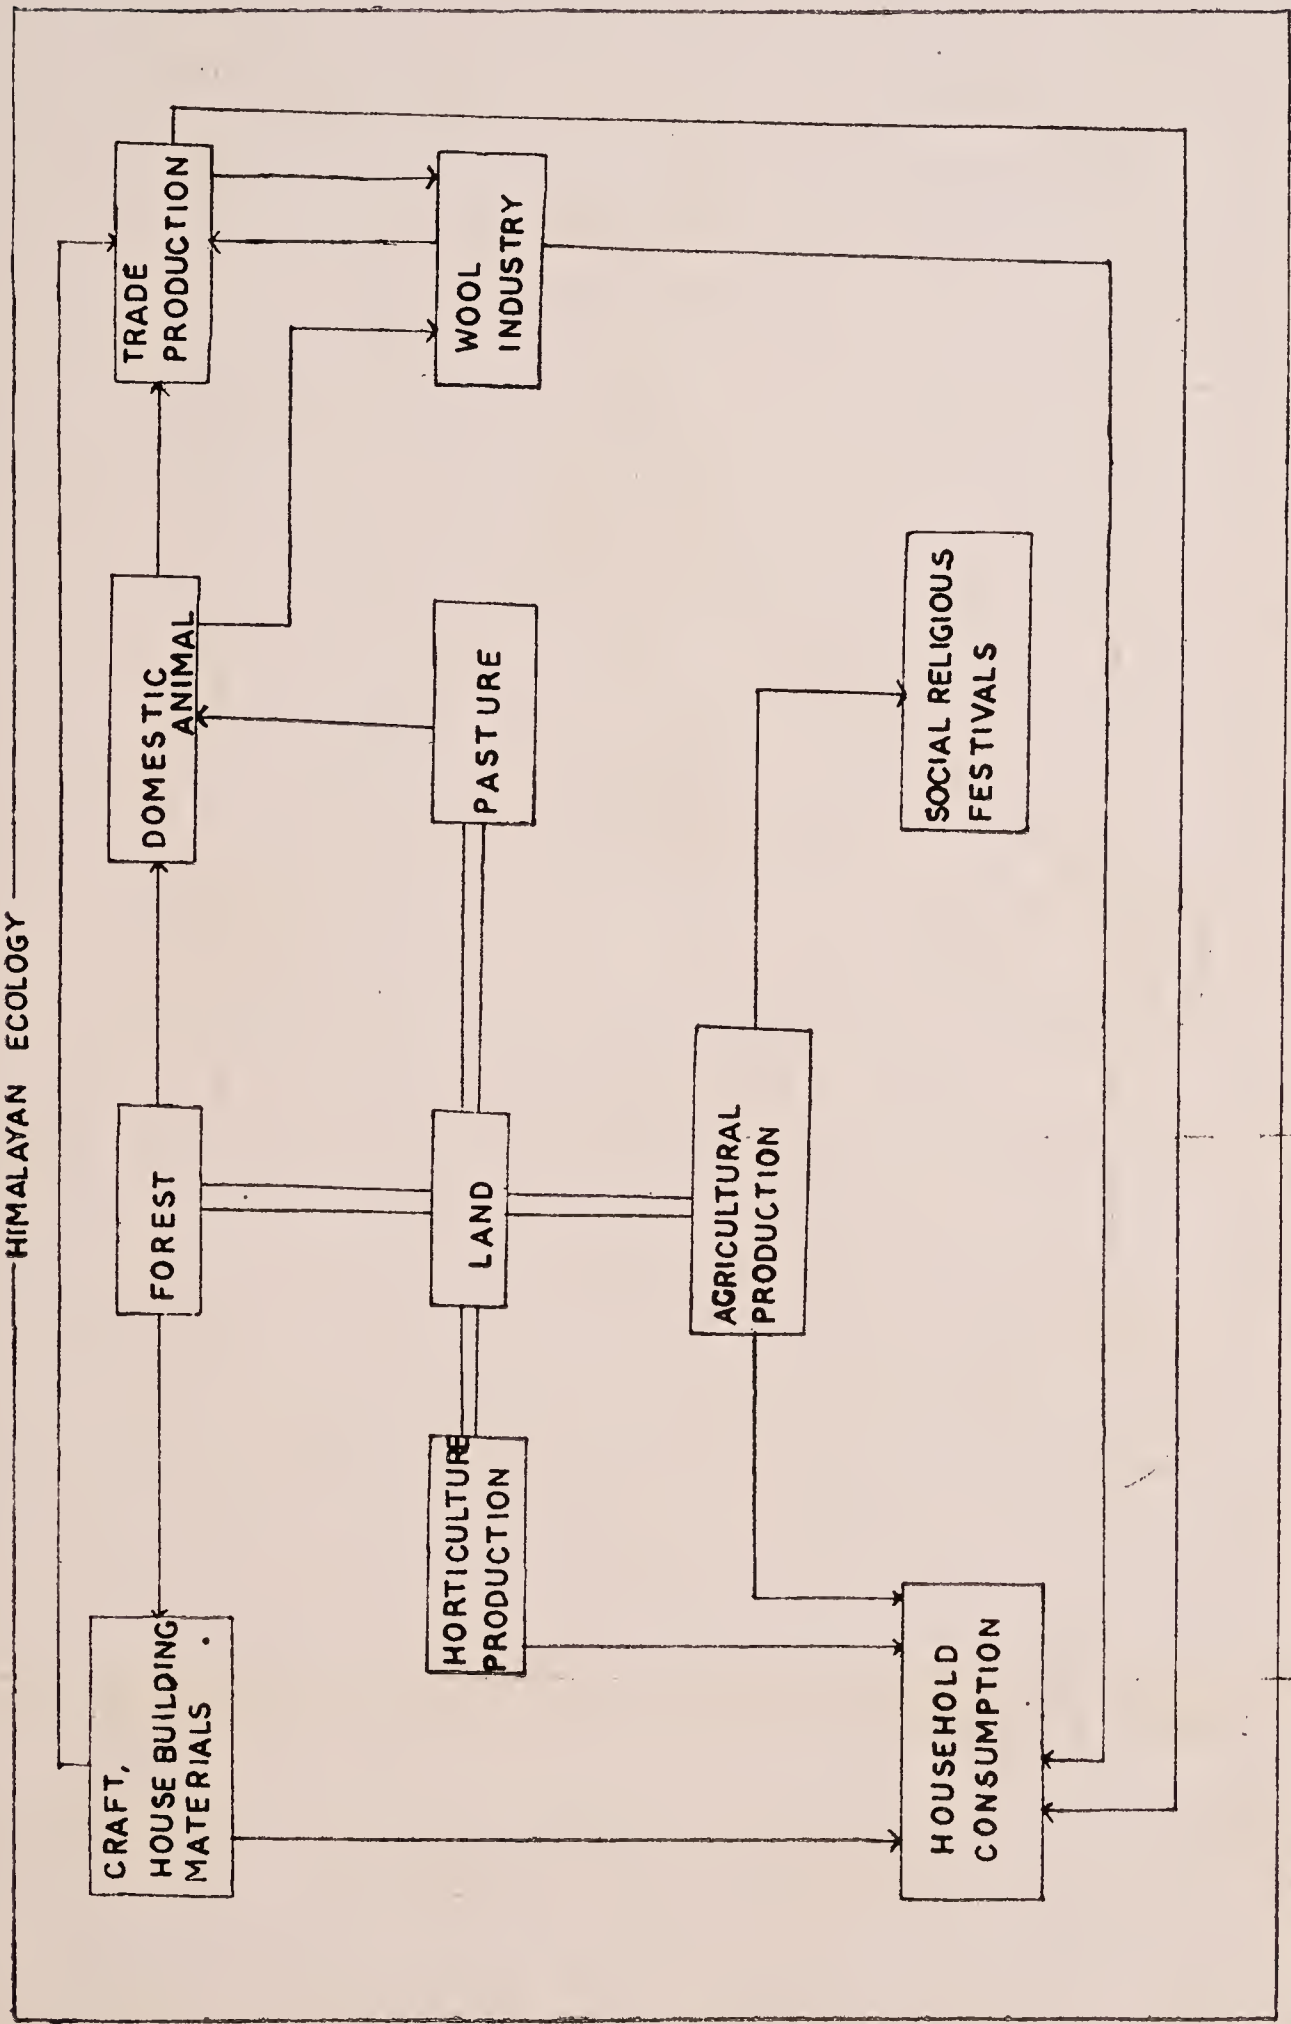 HIMALAYAN ECOLOGY
CRAFT,
HOUSE BUILDING
MATERIALS
FOREST
DOMESTIC
ANIMAL
TRADE
PRODUCTION
HORTICULTURE
PRODUCTION
LAND
PASTURE
WOOL
INDUSTRY
AGRICULTURAL
PRODUCTION
HOUSEHOLD
CONSUMPTION
SOCIAL RELIGIOUS
FESTIVALS